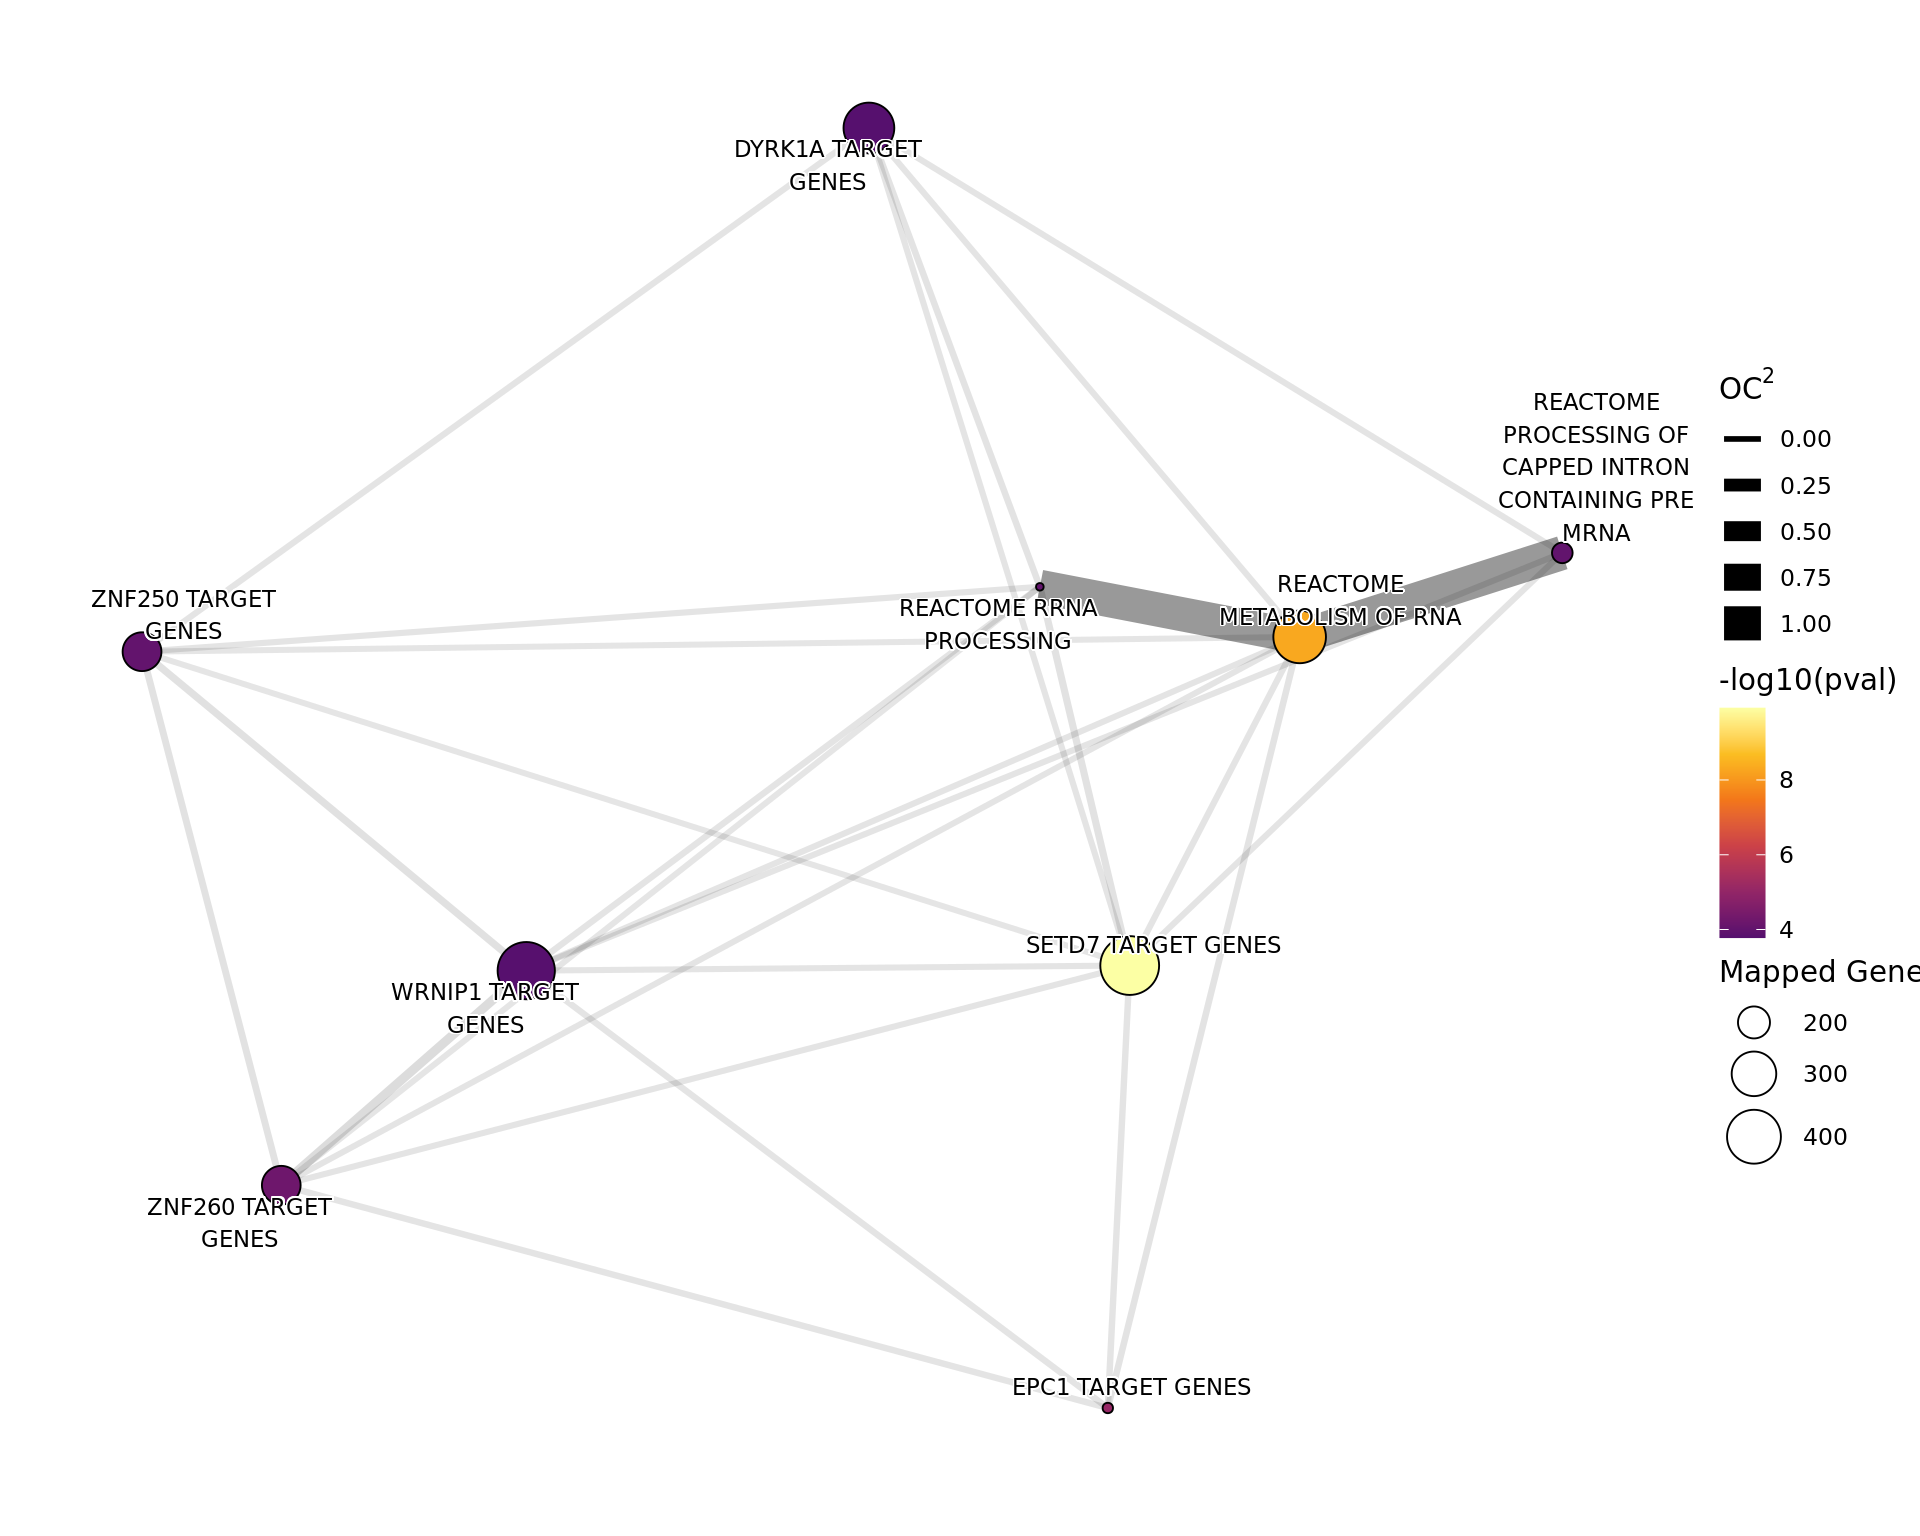 DYRK1A TARGET
GENES
REACTOME
PROCESSING OF
CAPPED INTRON
CONTAINING PRE
MRNA
ZNF250 TARGET
GENES
REACTOME RRNA
PROCESSING
REACTOME
METABOLISM OF RNA
WRNIP1 TARGET
GENES
SETD7 TARGET GENES
ZNF260 TARGET
GENES
EPC1 TARGET GENES
OC²
0.00
0.25
0.50
0.75
1.00
-log10(pval)
8
6
4
Mapped Gene
200
300
400